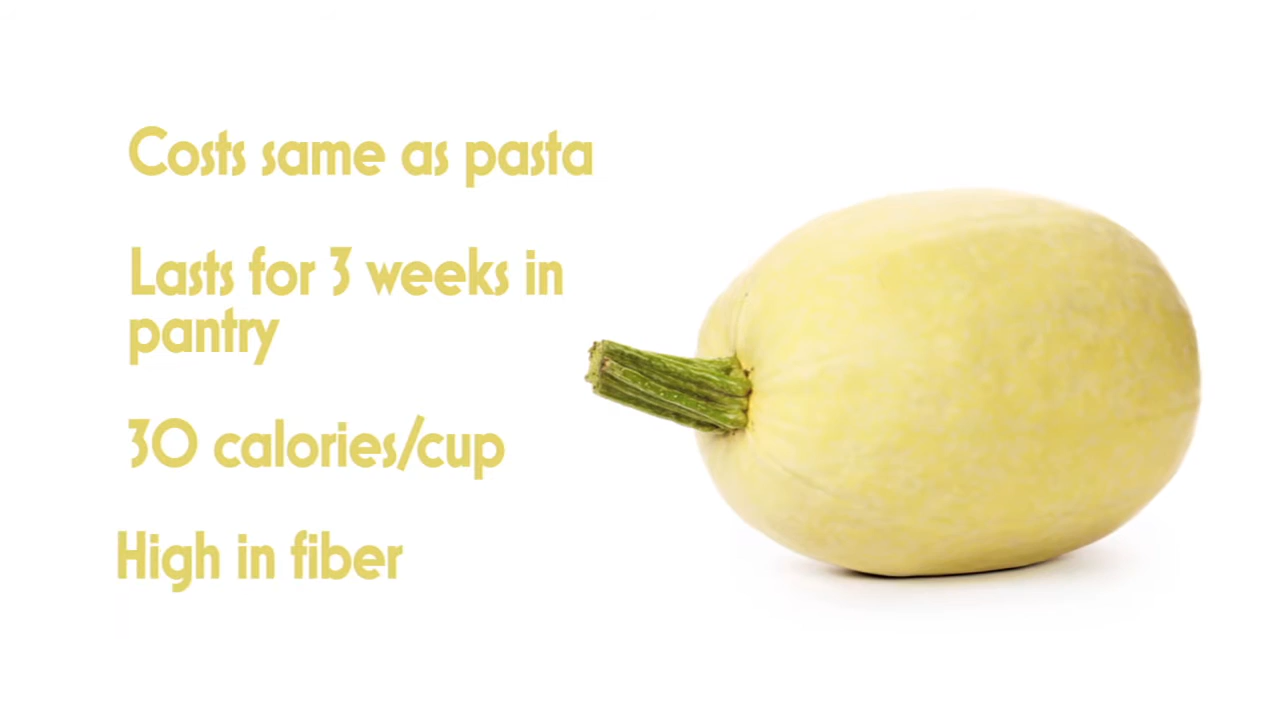 Costs same as pasta
Lasts for 3 weeks in
pantry
30 calories/cup
High in fiber